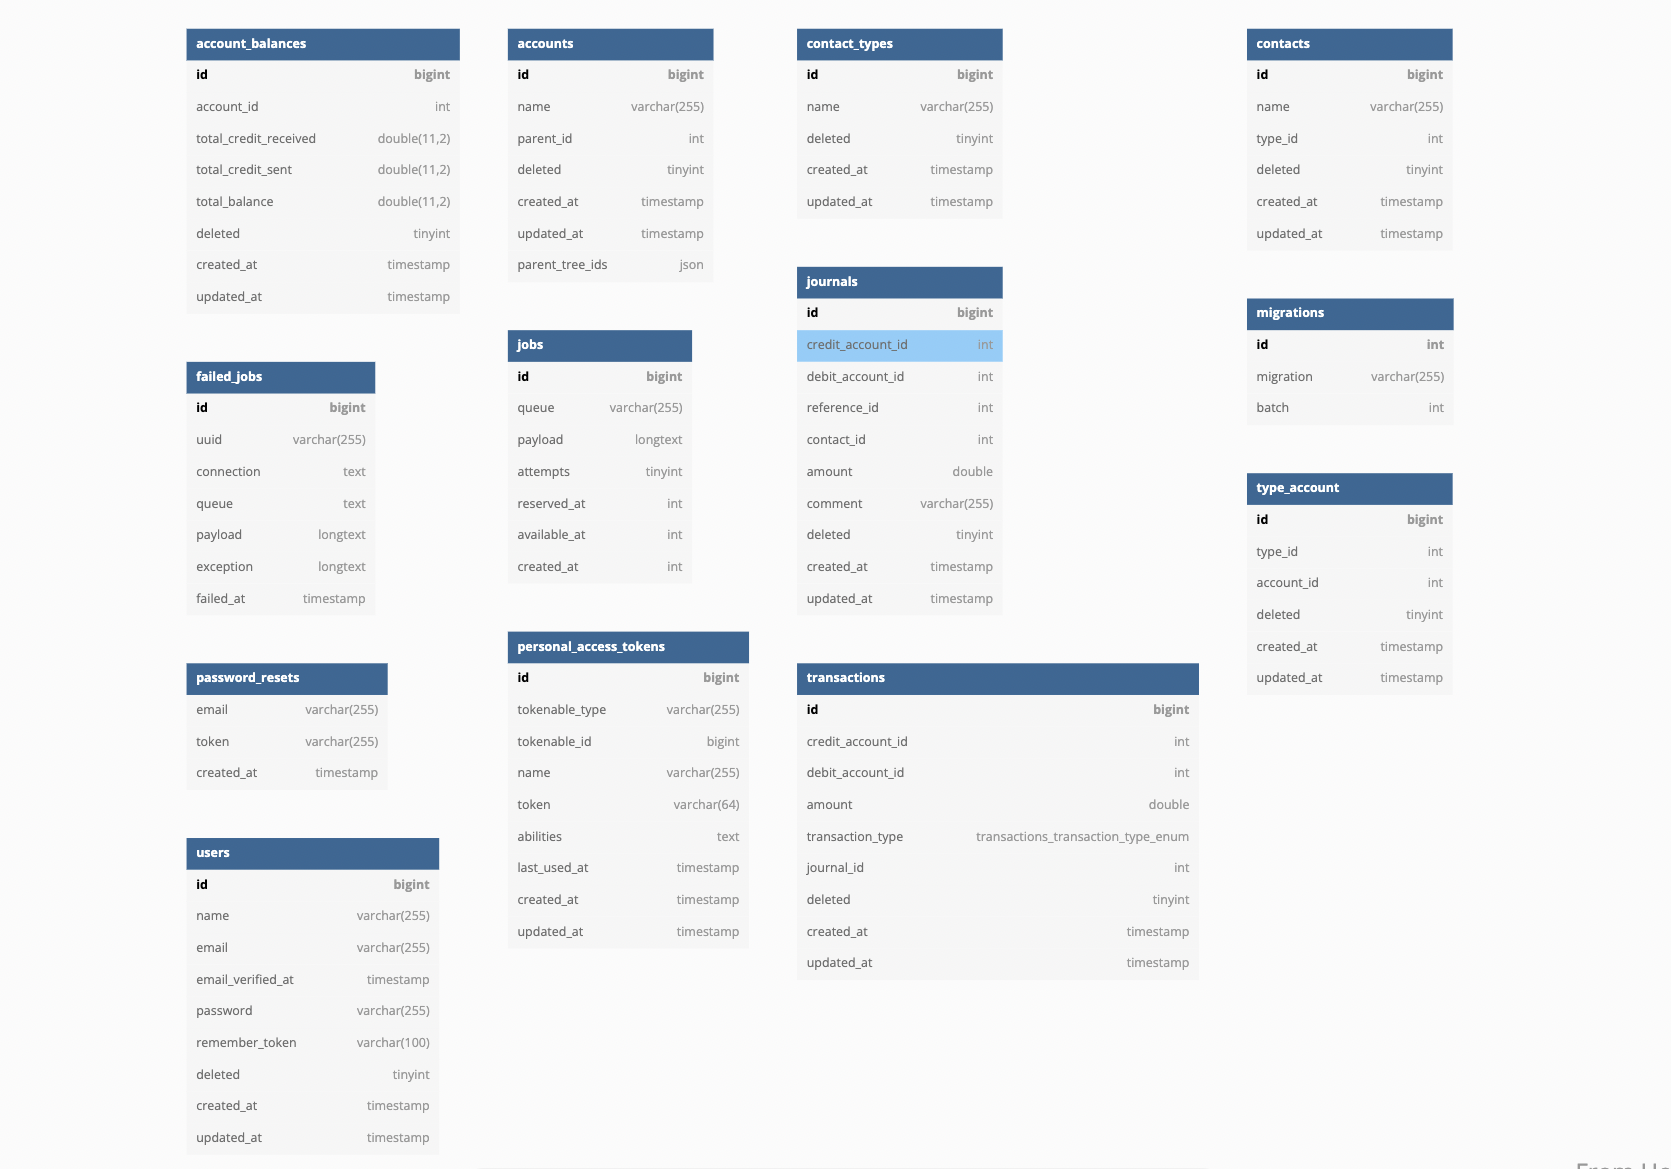 account_balances
id bigint
account_id int
total_credit_received double(11,2)
total_credit_sent double(11,2)
total_balance double(11,2)
deleted tinyint
created_at timestamp
updated_at timestamp
failed_jobs
id bigint
uuid varchar(255)
connection text
queue text
payload longtext
exception longtext
failed_at timestamp
password_resets
email varchar(255)
token varchar(255)
created_at timestamp
users
id bigint
name varchar(255)
email varchar(255)
email_verified_at timestamp
password varchar(255)
remember_token varchar(100)
deleted tinyint
created_at timestamp
updated_at timestamp
accounts
id bigint
name varchar(255)
parent_id int
deleted tinyint
created_at timestamp
updated_at timestamp
parent_tree_ids json
jobs
id bigint
queue varchar(255)
payload longtext
attempts tinyint
reserved_at int
available_at int
created_at int
personal_access_tokens
id bigint
tokenable_type varchar(255)
tokenable_id bigint
name varchar(255)
token varchar(64)
abilities text
last_used_at timestamp
created_at timestamp
updated_at timestamp
contact_types
id bigint
name varchar(255)
deleted tinyint
created_at timestamp
updated_at timestamp
journals
id bigint
credit_account_id int
debit_account_id int
reference_id int
contact_id int
amount double
comment varchar(255)
deleted tinyint
created_at timestamp
updated_at timestamp
transactions
id bigint
credit_account_id int
debit_account_id int
amount double
transaction_type transactions_transaction_type_enum
journal_id int
deleted tinyint
created_at timestamp
updated_at timestamp
contacts
id bigint
name varchar(255)
type_id int
deleted tinyint
created_at timestamp
updated_at timestamp
migrations
id int
migration varchar(255)
batch int
type_account
id bigint
type_id int
account_id int
deleted tinyint
created_at timestamp
updated_at timestamp